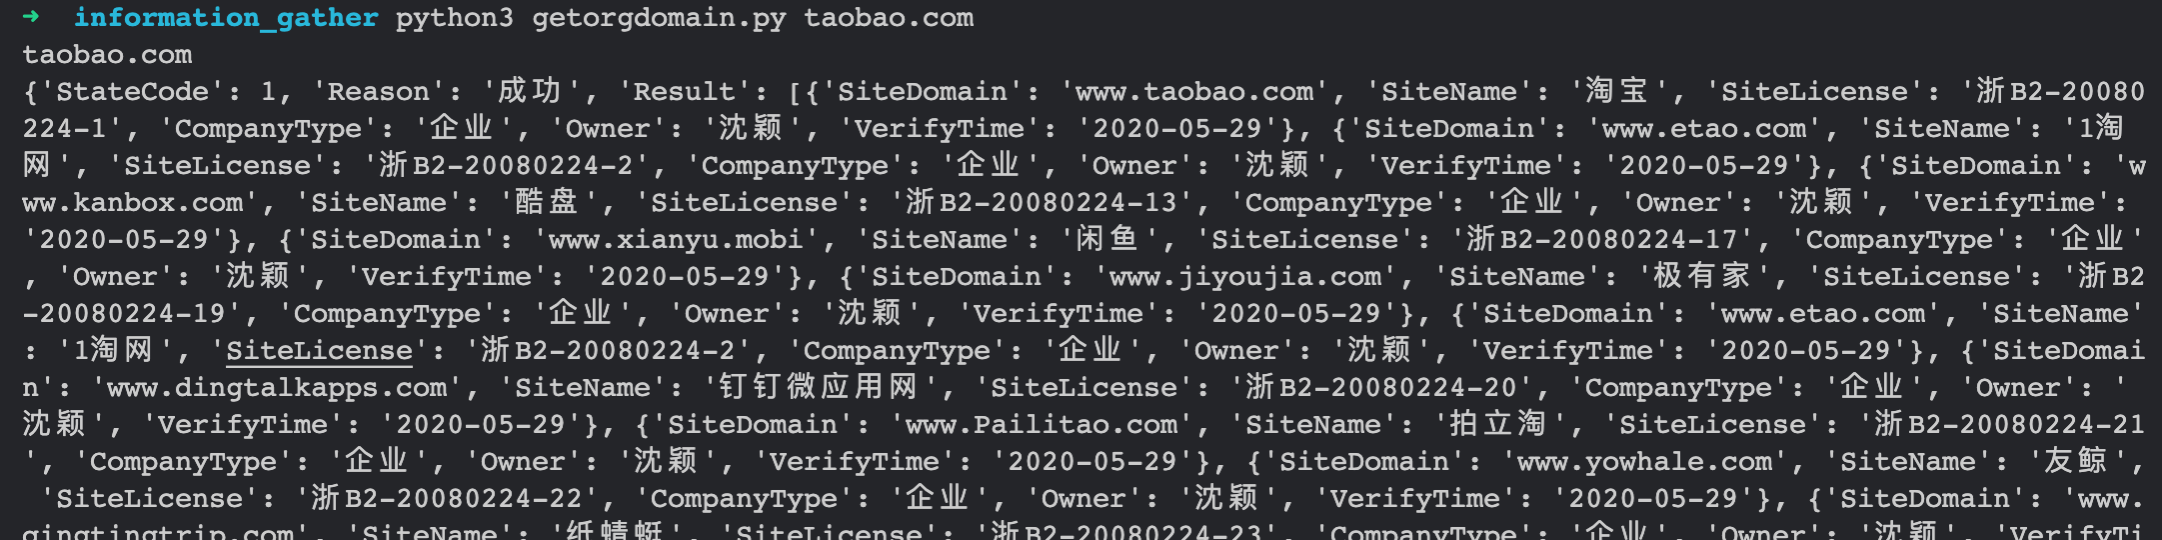 ➜  information_gather python3 getorgdomain.py taobao.com
taobao.com
{'StateCode': 1, 'Reason': '成功', 'Result': [{'SiteDomain': 'www.taobao.com', 'SiteName': '淘宝', 'SiteLicense': '浙B2-20080
224-1', 'CompanyType': '企业', 'Owner': '沈颖', 'VerifyTime': '2020-05-29'}, {'SiteDomain': 'www.etao.com', 'SiteName': '1淘
网', 'SiteLicense': '浙B2-20080224-2', 'CompanyType': '企业', 'Owner': '沈颖', 'VerifyTime': '2020-05-29'}, {'SiteDomain': 'w
ww.kanbox.com', 'SiteName': '酷盘', 'SiteLicense': '浙B2-20080224-13', 'CompanyType': '企业', 'Owner': '沈颖', 'VerifyTime':
'2020-05-29'}, {'SiteDomain': 'www.xianyu.mobi', 'SiteName': '闲鱼', 'SiteLicense': '浙B2-20080224-17', 'CompanyType': '企业'
, 'Owner': '沈颖', 'VerifyTime': '2020-05-29'}, {'SiteDomain': 'www.jiyoujia.com', 'SiteName': '极有家', 'SiteLicense': '浙B2
-20080224-19', 'CompanyType': '企业', 'Owner': '沈颖', 'VerifyTime': '2020-05-29'}, {'SiteDomain': 'www.etao.com', 'SiteName'
: '1淘网', 'SiteLicense': '浙B2-20080224-2', 'CompanyType': '企业', 'Owner': '沈颖', 'VerifyTime': '2020-05-29'}, {'SiteDomai
n': 'www.dingtalkapps.com', 'SiteName': '钉钉微应用网', 'SiteLicense': '浙B2-20080224-20', 'CompanyType': '企业', 'Owner': '
沈颖', 'VerifyTime': '2020-05-29'}, {'SiteDomain': 'www.Pailitao.com', 'SiteName': '拍立淘', 'SiteLicense': '浙B2-20080224-21
', 'CompanyType': '企业', 'Owner': '沈颖', 'VerifyTime': '2020-05-29'}, {'SiteDomain': 'www.yowhale.com', 'SiteName': '友鲸',
 'SiteLicense': '浙B2-20080224-22', 'CompanyType': '企业', 'Owner': '沈颖', 'VerifyTime': '2020-05-29'}, {'SiteDomain': 'www.
qingtingtrip.com', 'SiteName': '纸蜻蜓', 'SiteLicense': '浙B2-20080224-23', 'CompanyType': '企业', 'Owner': '沈颖', 'VerifyTi